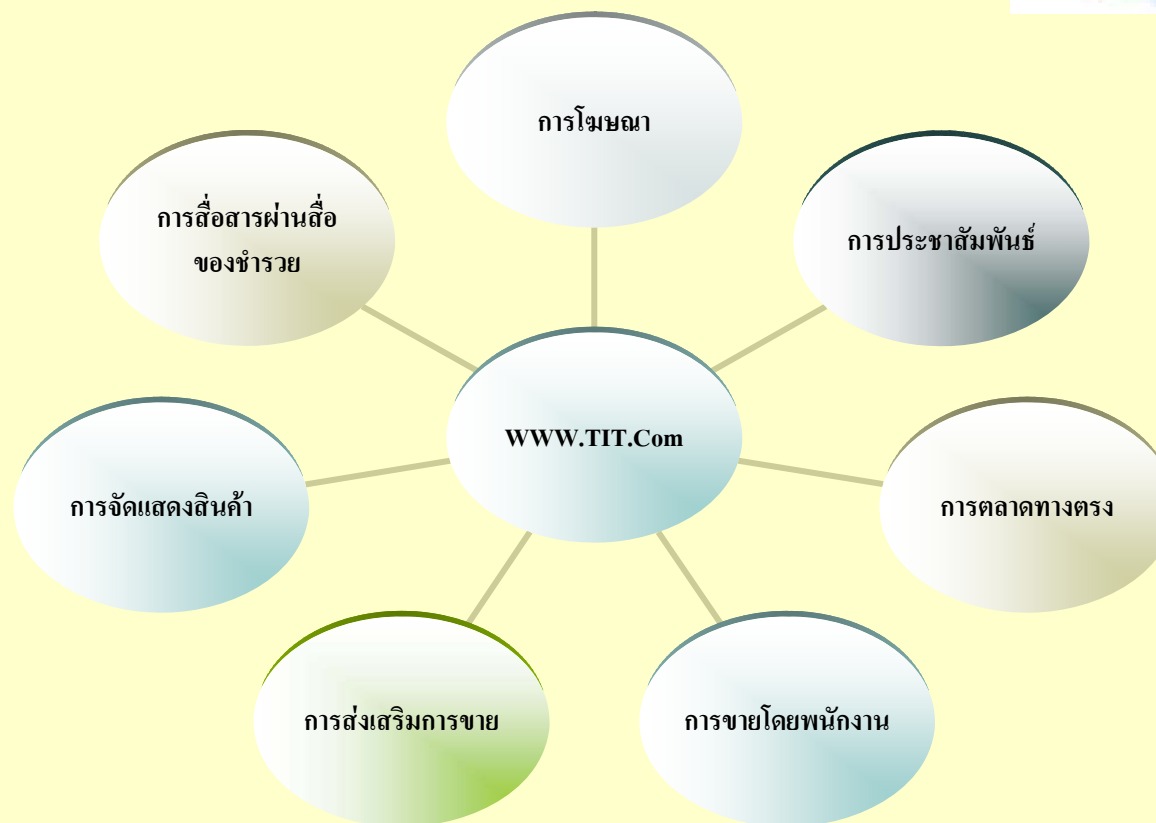 การโฆษณา
การสื่อสารผ่านสื่อ
ของชำรวย
การประชาสัมพันธ์
WWW.TIT.Com
การจัดแสดงสินค้า
การตลาดทางตรง
การส่งเสริมการขาย
การขายโดยพนักงาน